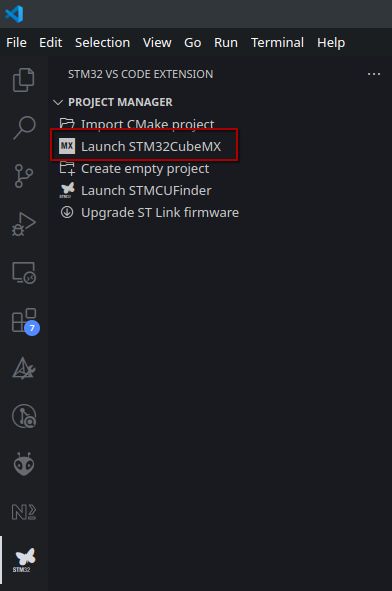 File Edit Selection View Go Run Terminal Help
STM32 VS CODE EXTENSION
PROJECT MANAGER
Import CMake project
MX Launch STM32CubeMX
Create empty project
Launch STMCUFinder
Upgrade ST Link firmware
7
STM32